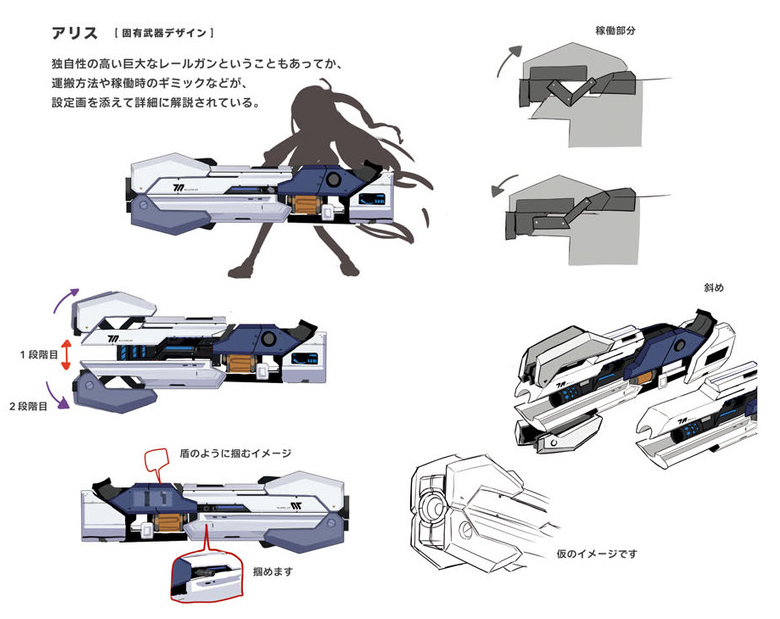 アリス ［ 固有武器デザイン ］
独自性の高い巨大なレールガンということもあってか、
運搬方法や稼働時のギミックなどが、
設定画を添えて詳細に解説されている。
稼働部分
1段階目
2段階目
斜め
盾のように掴むイメージ
掴めます
仮のイメージです